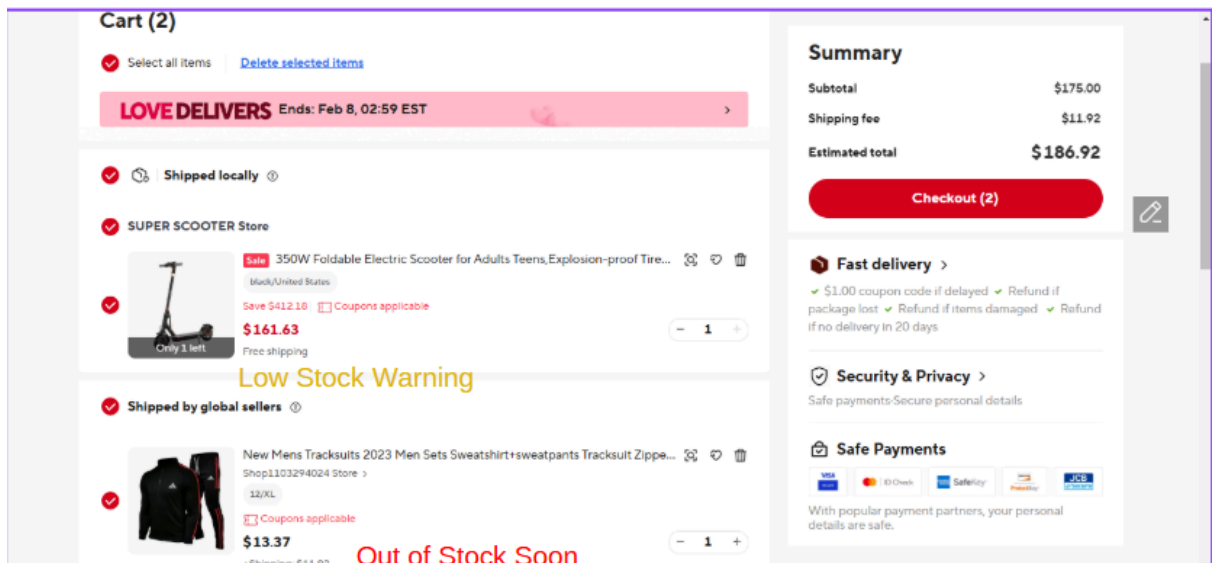 Cart (2)
Select all items
Delete selected items
LOVE DELIVERS Ends: Feb 8, 02:59 EST
Shipped locally
SUPER SCOOTER Store
Sale 350W Foldable Electric Scooter for Adults Teens,Explosion-proof Tire...
black/United States
Save $412.18 Coupons applicable
$161.63
- 1 +
Only 1 left
Free shipping
Low Stock Warning
Shipped by global sellers
New Mens Tracksuits 2023 Men Sets Sweatshirt+sweatpants Tracksuit Zippe...
Shop1103294024 Store >
12/XL
Coupons applicable
$13.37
- 1 +
Out of Stock Soon
Summary
Subtotal $175.00
Shipping fee $11.92
Estimated total $186.92
Checkout (2)
Fast delivery >
$1.00 coupon code if delayed Refund if
package lost Refund if items damaged Refund
if no delivery in 20 days
Security & Privacy >
Safe payments·Secure personal details
Safe Payments
VISA
ID Check
SafeKey
JCB
With popular payment partners, your personal
details are safe.